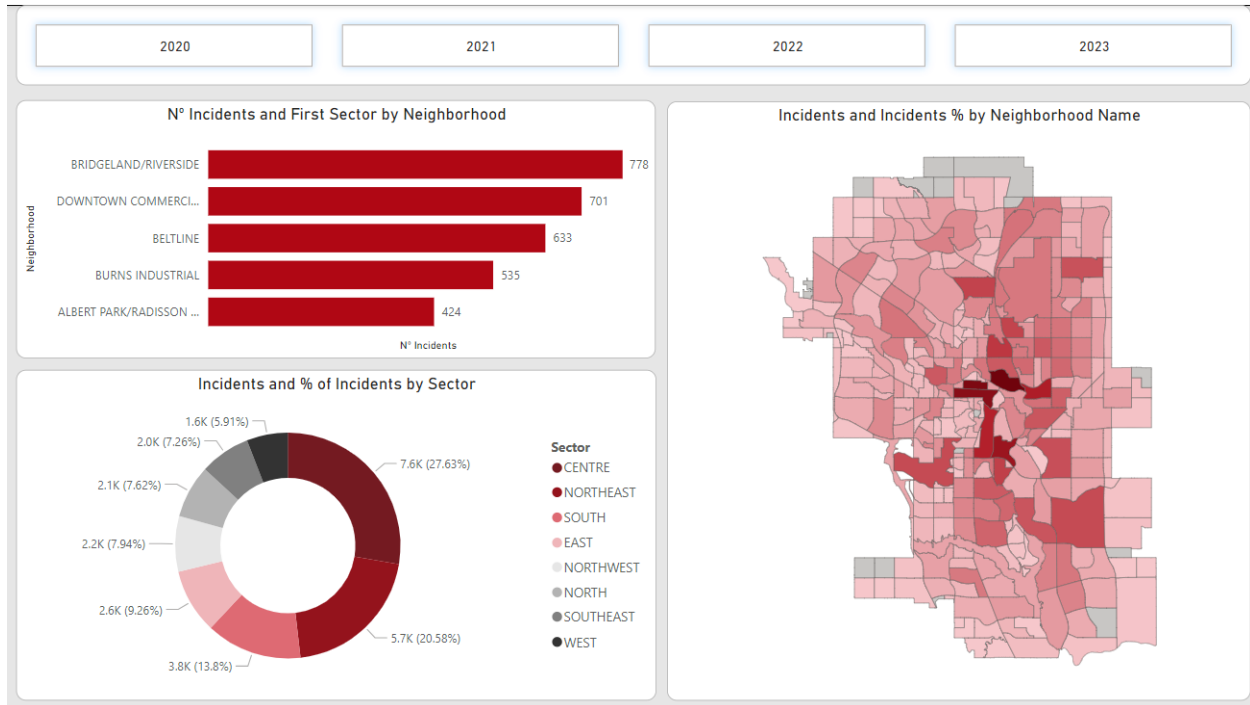 2020
2021
2022
2023
Nº Incidents and First Sector by Neighborhood
Neighborhood
BRIDGELAND/RIVERSIDE 778
DOWNTOWN COMMERCI... 701
BELTLINE 633
BURNS INDUSTRIAL 535
ALBERT PARK/RADISSON ... 424
Nº Incidents
Incidents and % of Incidents by Sector
1.6K (5.91%)
2.0K (7.26%)
2.1K (7.62%)
2.2K (7.94%)
2.6K (9.26%)
3.8K (13.8%)
5.7K (20.58%)
7.6K (27.63%)
Sector
CENTRE
NORTHEAST
SOUTH
EAST
NORTHWEST
NORTH
SOUTHEAST
WEST
Incidents and Incidents % by Neighborhood Name